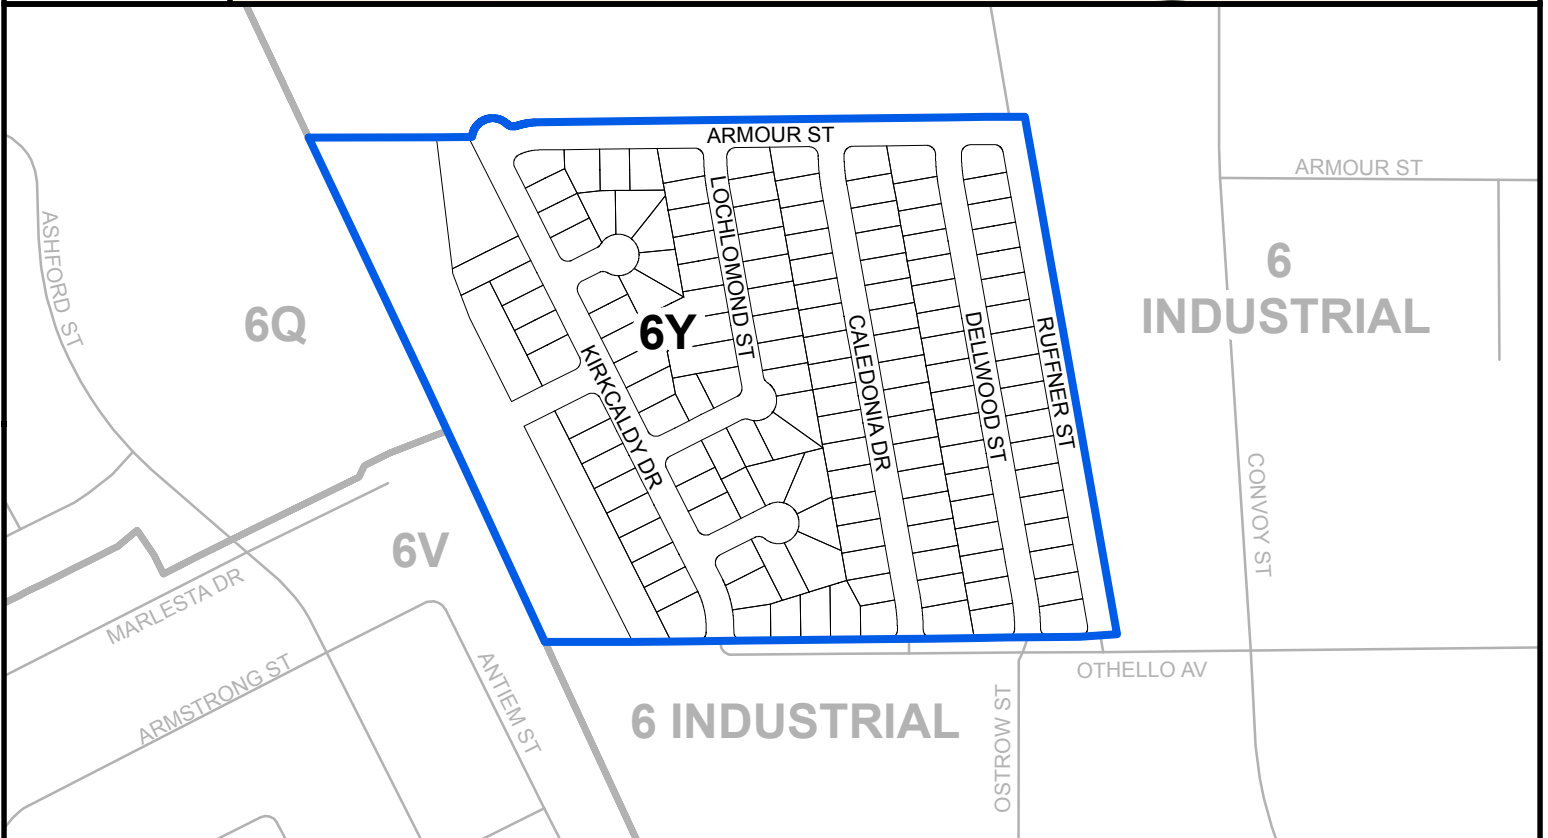 ARMOUR ST
ARMOUR ST
LOCHLOMOND ST
ASHFORD ST
6
INDUSTRIAL
6Q
6Y
KIRKCALDY DR
CALEDONIA DR
DELLWOOD ST
RUFFNER ST
CONVOY ST
6V
MARLESTA DR
ARMSTRONG ST
ANTIEM ST
OTHELLO AV
6 INDUSTRIAL
OSTROW ST